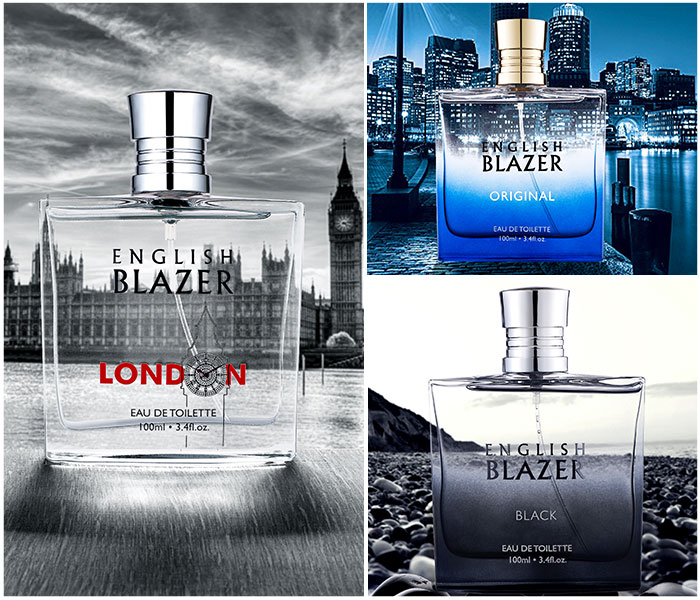 ENGLISH
BLAZER
LONDON
EAU DE TOILETTE
100ml • 3.4fl.oz.
ENGLISH
BLAZER
ORIGINAL
EAU DE TOILETTE
100ml • 3.4fl.oz.
ENGLISH
BLAZER
BLACK
EAU DE TOILETTE
100ml • 3.4fl.oz.